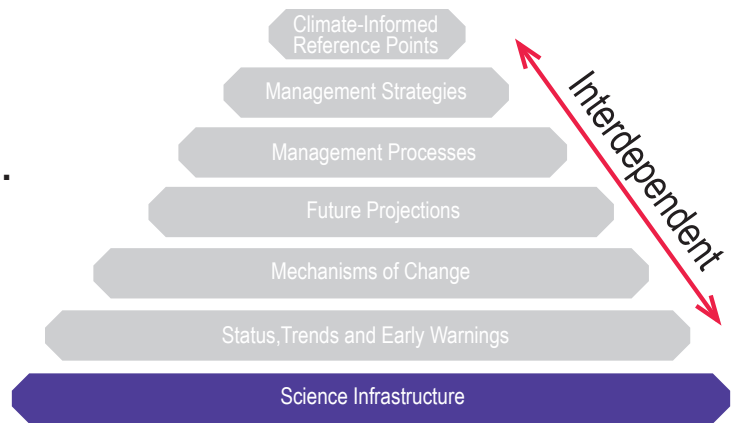 Climate-Informed
Reference Points
Management Strategies
Management Processes
.
Future Projections
Mechanisms of Change
Status,Trends and Early Warnings
Science Infrastructure
Interdependent